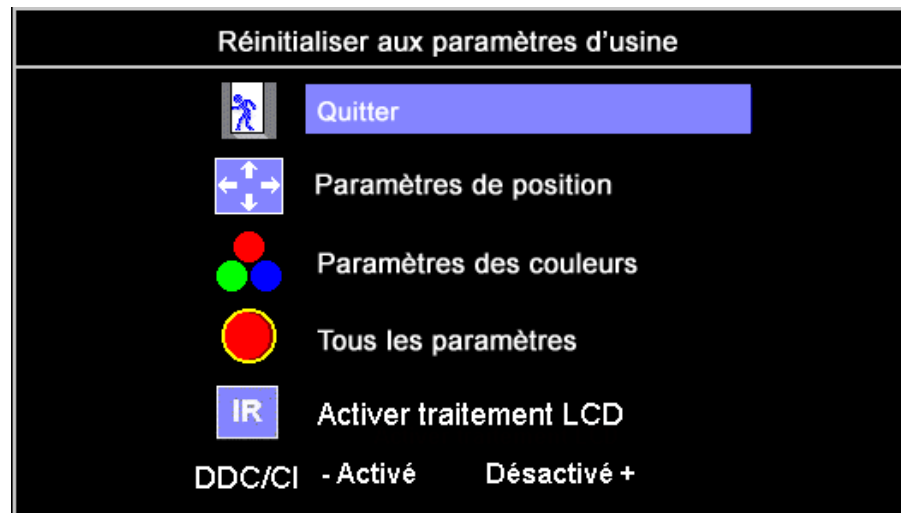 Réinitialiser aux paramètres d'usine
Quitter
Paramètres de position
Paramètres des couleurs
Tous les paramètres
IR Activer traitement LCD
DDC/CI - Activé Désactivé +